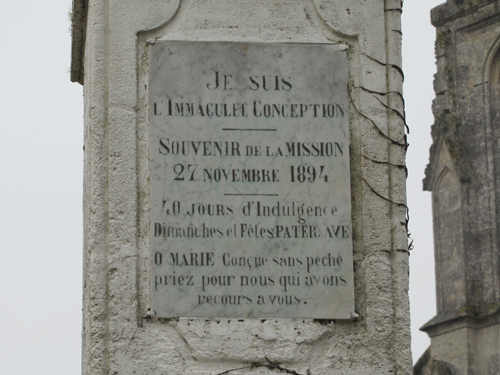 JE SUIS
L'IMMACULEE CONCEPTION
SOUVENIR DE LA MISSION
27 NOVEMBRE 1894
40 JOURS d'Indulgence
Dimanches et Fêtes PATER. AVE
O MARIE Conçue sans peché
priez pour nous qui avons
recours a vous.